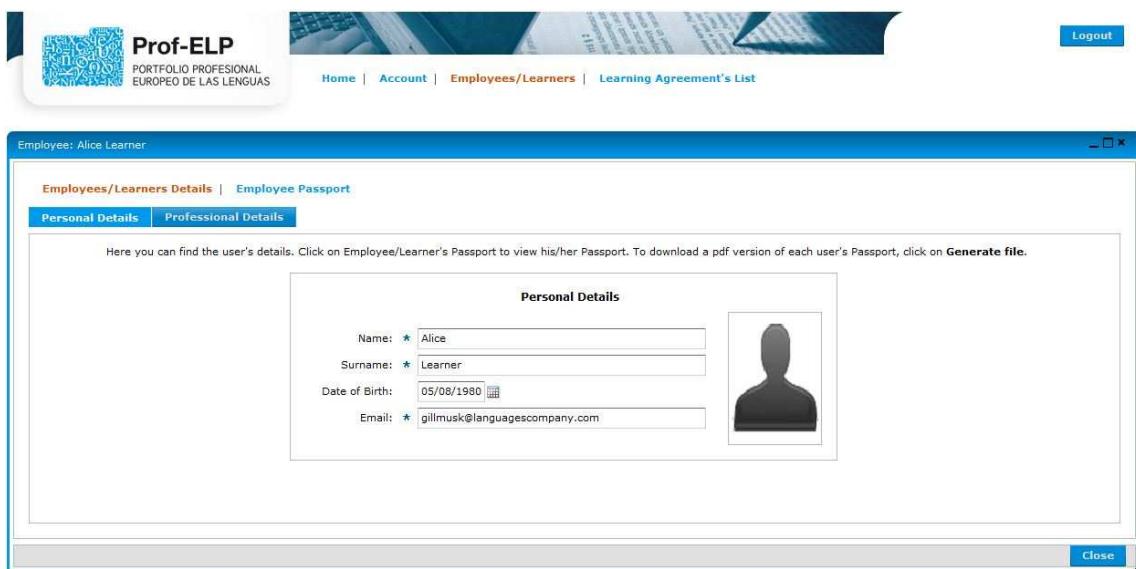 Prof-ELP
PORTFOLIO PROFESIONAL
EUROPEO DE LAS LENGUAS
Logout
Home | Account | Employees/Learners | Learning Agreement's List
Employee: Alice Learner
Employees/Learners Details | Employee Passport
Personal Details Professional Details
Here you can find the user's details. Click on Employee/Learner's Passport to view his/her Passport. To download a pdf version of each user's Passport, click on Generate file.
Personal Details
Name: * Alice
Surname: * Learner
Date of Birth: 05/08/1980
Email: * gillmusk@languagescompany.com
Close